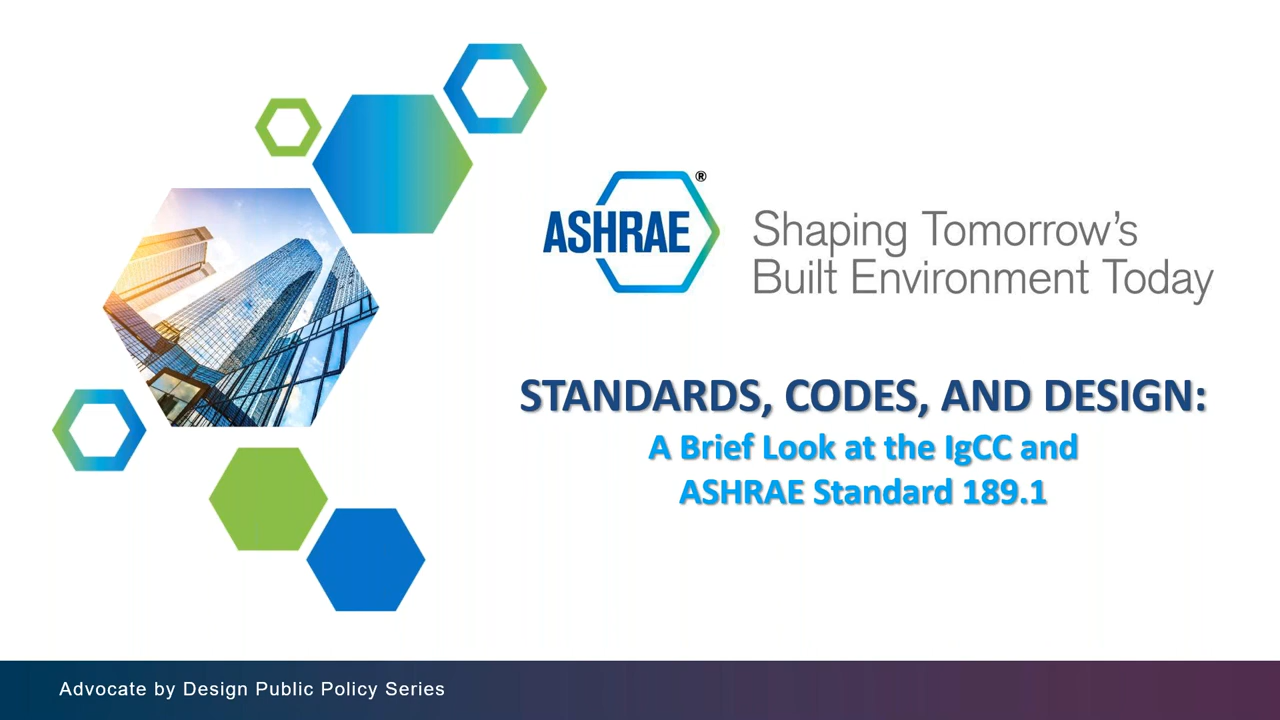 ASHRAE®
Shaping Tomorrow's
Built Environment Today
STANDARDS, CODES, AND DESIGN:
A Brief Look at the IgCC and
ASHRAE Standard 189.1
Advocate by Design Public Policy Series